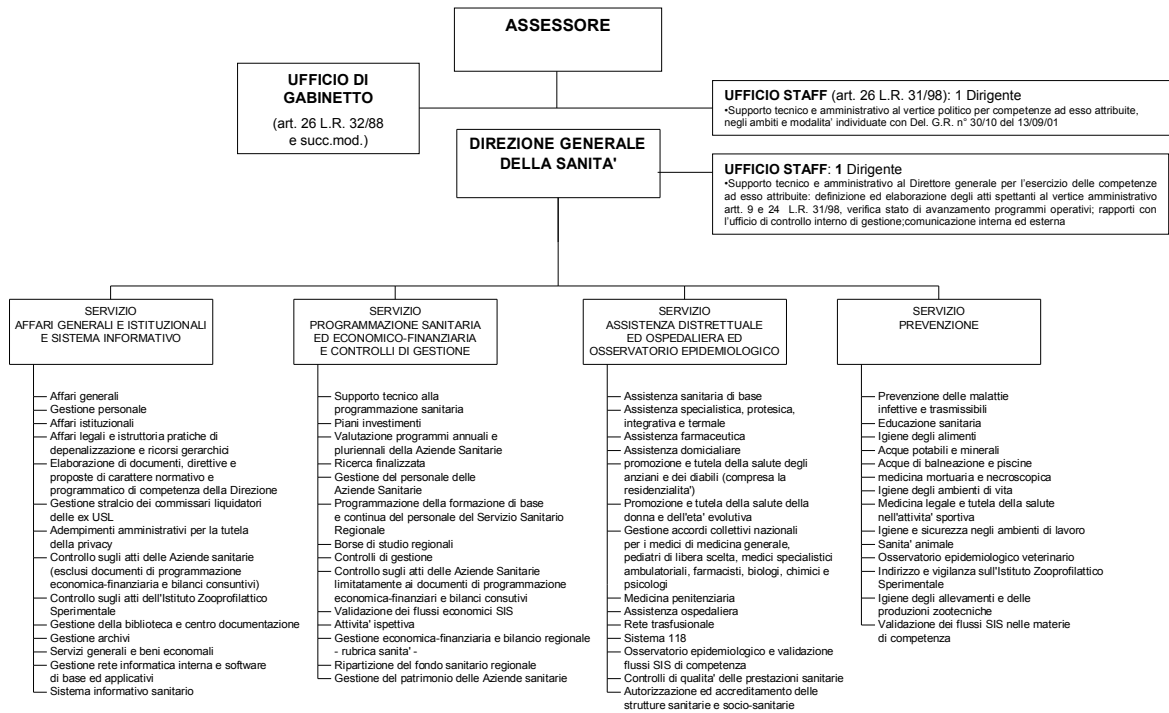 ASSESSORE
UFFICIO DI
GABINETTO
(art. 26 L.R. 32/88
e succ.mod.)
UFFICIO STAFF (art. 26 L.R. 31/98): 1 Dirigente
•Supporto tecnico e amministrativo al vertice politico per competenze ad esso attribuite,
negli ambiti e modalita' individuate con Del. G.R. n° 30/10 del 13/09/01
DIREZIONE GENERALE
DELLA SANITA'
UFFICIO STAFF: 1 Dirigente
•Supporto tecnico e amministrativo al Direttore generale per l'esercizio delle competenze
ad esso attribuite: definizione ed elaborazione degli atti spettanti al vertice amministrativo
artt. 9 e 24 L.R. 31/98, verifica stato di avanzamento programmi operativi; rapporti con
l'ufficio di controllo interno di gestione;comunicazione interna ed esterna
SERVIZIO
AFFARI GENERALI E ISTITUZIONALI
E SISTEMA INFORMATIVO
Affari generali
Gestione personale
Affari istituzionali
Affari legali e istruttoria pratiche di
depenalizzazione e ricorsi gerarchici
Elaborazione di documenti, direttive e
proposte di carattere normativo e
programmatico di competenza della Direzione
Gestione stralcio dei commissari liquidatori
delle ex USL
Adempimenti amministrativi per la tutela
della privacy
Controllo sugli atti delle Aziende sanitarie
(esclusi documenti di programmazione
economica-finanziaria e bilanci consuntivi)
Controllo sugli atti dell'Istituto Zooprofilattico
Sperimentale
Gestione della biblioteca e centro documentazione
Gestione archivi
Servizi generali e beni economali
Gestione rete informatica interna e software
di base ed applicativi
Sistema informativo sanitario
SERVIZIO
PROGRAMMAZIONE SANITARIA
ED ECONOMICO-FINANZIARIA
E CONTROLLI DI GESTIONE
Supporto tecnico alla
programmazione sanitaria
Piani investimenti
Valutazione programmi annuali e
pluriennali della Aziende Sanitarie
Ricerca finalizzata
Gestione del personale delle
Aziende Sanitarie
Programmazione della formazione di base
e continua del personale del Servizio Sanitario
Regionale
Borse di studio regionali
Controlli di gestione
Controllo sugli atti delle Aziende Sanitarie
limitatamente ai documenti di programmazione
economica-finanziari e bilanci consutivi
Validazione dei flussi economici SIS
Attivita' ispettiva
Gestione economica-finanziaria e bilancio regionale
- rubrica sanita' -
Ripartizione del fondo sanitario regionale
Gestione del patrimonio delle Aziende sanitarie
SERVIZIO
ASSISTENZA DISTRETTUALE
ED OSPEDALIERA ED
OSSERVATORIO EPIDEMIOLOGICO
Assistenza sanitaria di base
Assistenza specialistica, protesica,
integrativa e termale
Assistenza farmaceutica
Assistenza domicialiare
promozione e tutela della salute degli
anziani e dei diabili (compresa la
residenzialita')
Promozione e tutela della salute della
donna e dell'eta' evolutiva
Gestione accordi collettivi nazionali
per i medici di medicina generale,
pediatri di libera scelta, medici specialistici
ambulatoriali, farmacisti, biologi, chimici e
psicologi
Medicina penitenziaria
Assistenza ospedaliera
Rete trasfusionale
Sistema 118
Osservatorio epidemiologico e validazione
flussi SIS di competenza
Controlli di qualita' delle prestazioni sanitarie
Autorizzazione ed accreditamento delle
strutture sanitarie e socio-sanitarie
SERVIZIO
PREVENZIONE
Prevenzione delle malattie
infettive e trasmissibili
Educazione sanitaria
Igiene degli alimenti
Acque potabili e minerali
Acque di balneazione e piscine
medicina mortuaria e necroscopica
Igiene degli ambienti di vita
Medicina legale e tutela della salute
nell'attivita' sportiva
Igiene e sicurezza negli ambienti di lavoro
Sanita' animale
Osservatorio epidemiologico veterinario
Indirizzo e vigilanza sull'Istituto Zooprofilattico
Sperimentale
Igiene degli allevamenti e delle
produzioni zootecniche
Validazione dei flussi SIS nelle materie
di competenza